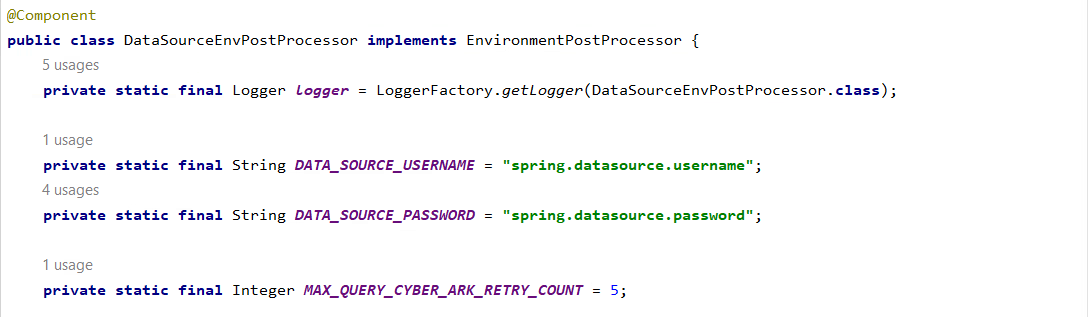 @Component
public class DataSourceEnvPostProcessor implements EnvironmentPostProcessor {
5 usages
private static final Logger logger = LoggerFactory.getLogger(DataSourceEnvPostProcessor.class);
1 usage
private static final String DATA_SOURCE_USERNAME = "spring.datasource.username";
4 usages
private static final String DATA_SOURCE_PASSWORD = "spring.datasource.password";
1 usage
private static final Integer MAX_QUERY_CYBER_ARK_RETRY_COUNT = 5;